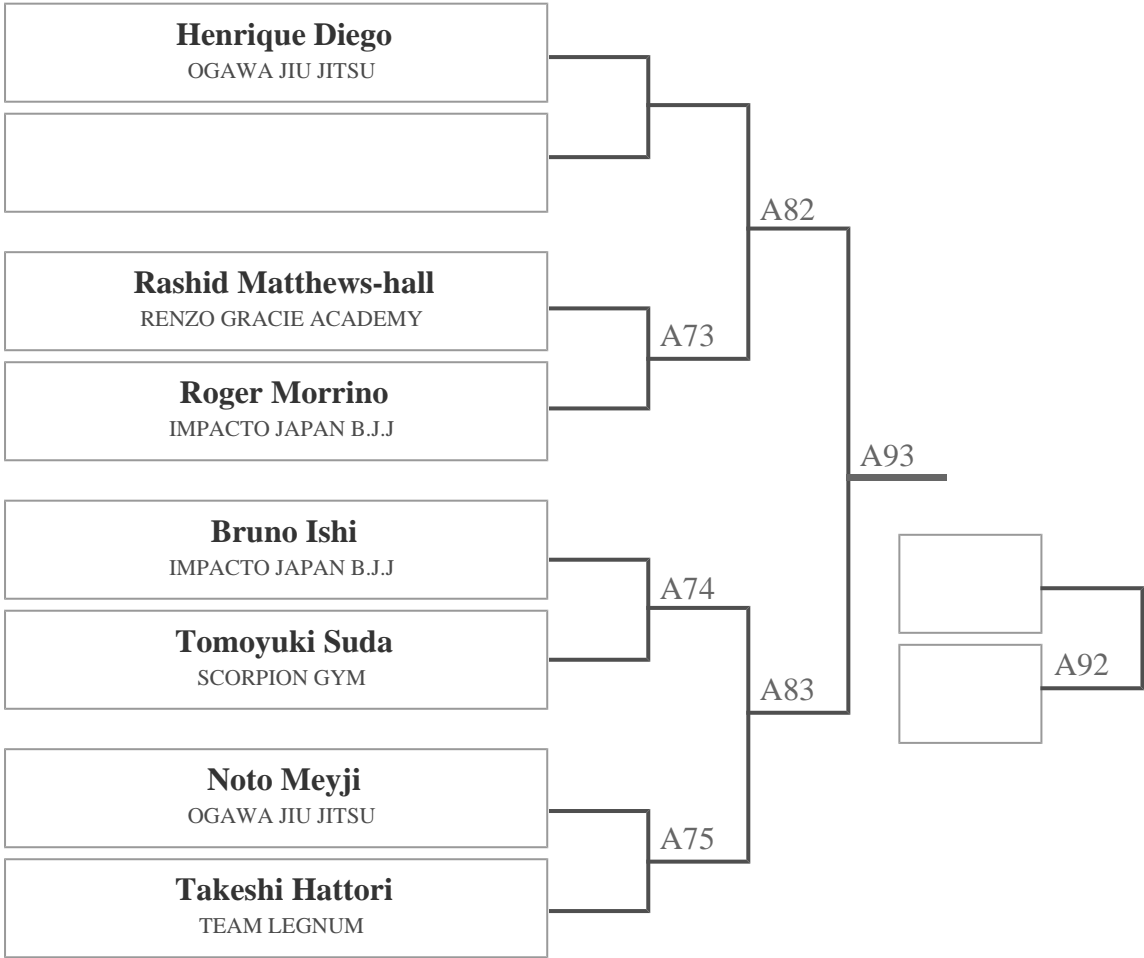 Henrique Diego
OGAWA JIU JITSU
A82
Rashid Matthews-hall
RENZO GRACIE ACADEMY
A73
Roger Morrino
IMPACTO JAPAN B.J.J
A93
Bruno Ishi
IMPACTO JAPAN B.J.J
A74
Tomoyuki Suda
SCORPION GYM
A92
A83
Noto Meyji
OGAWA JIU JITSU
A75
Takeshi Hattori
TEAM LEGNUM